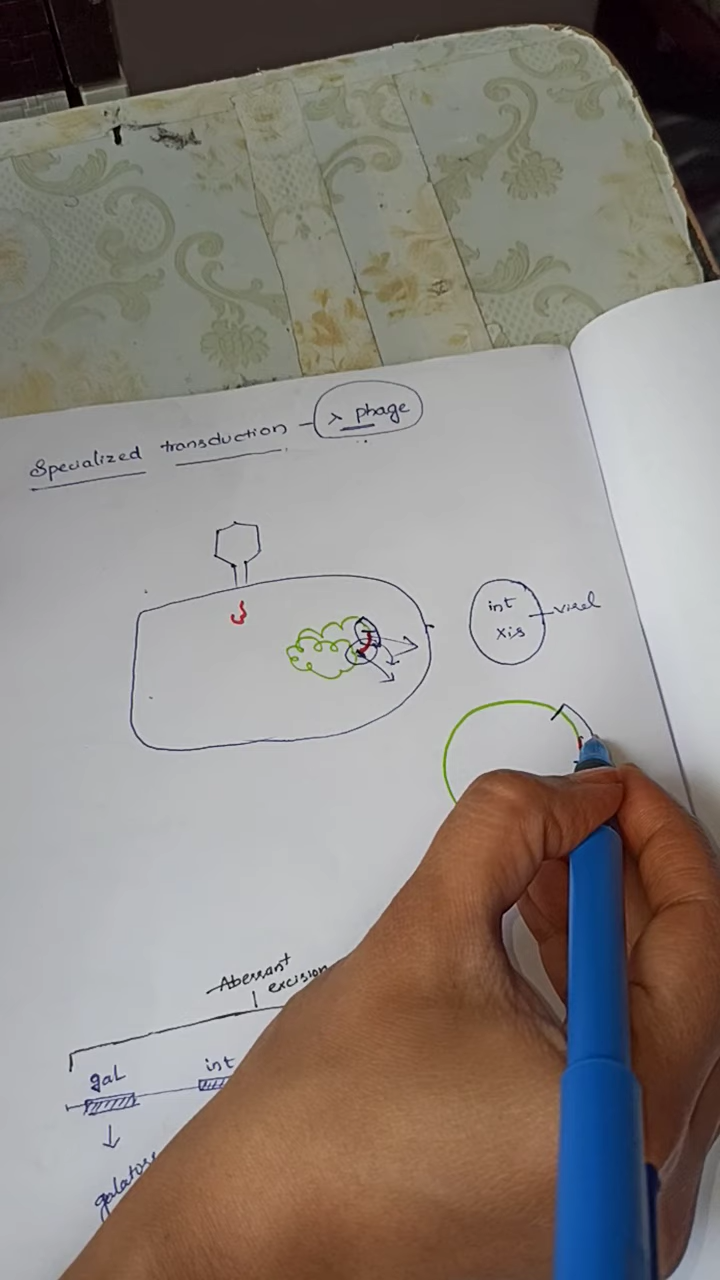 Specialized transduction - λ phage
int
xis
viral
Aberrant
excision
gal
int